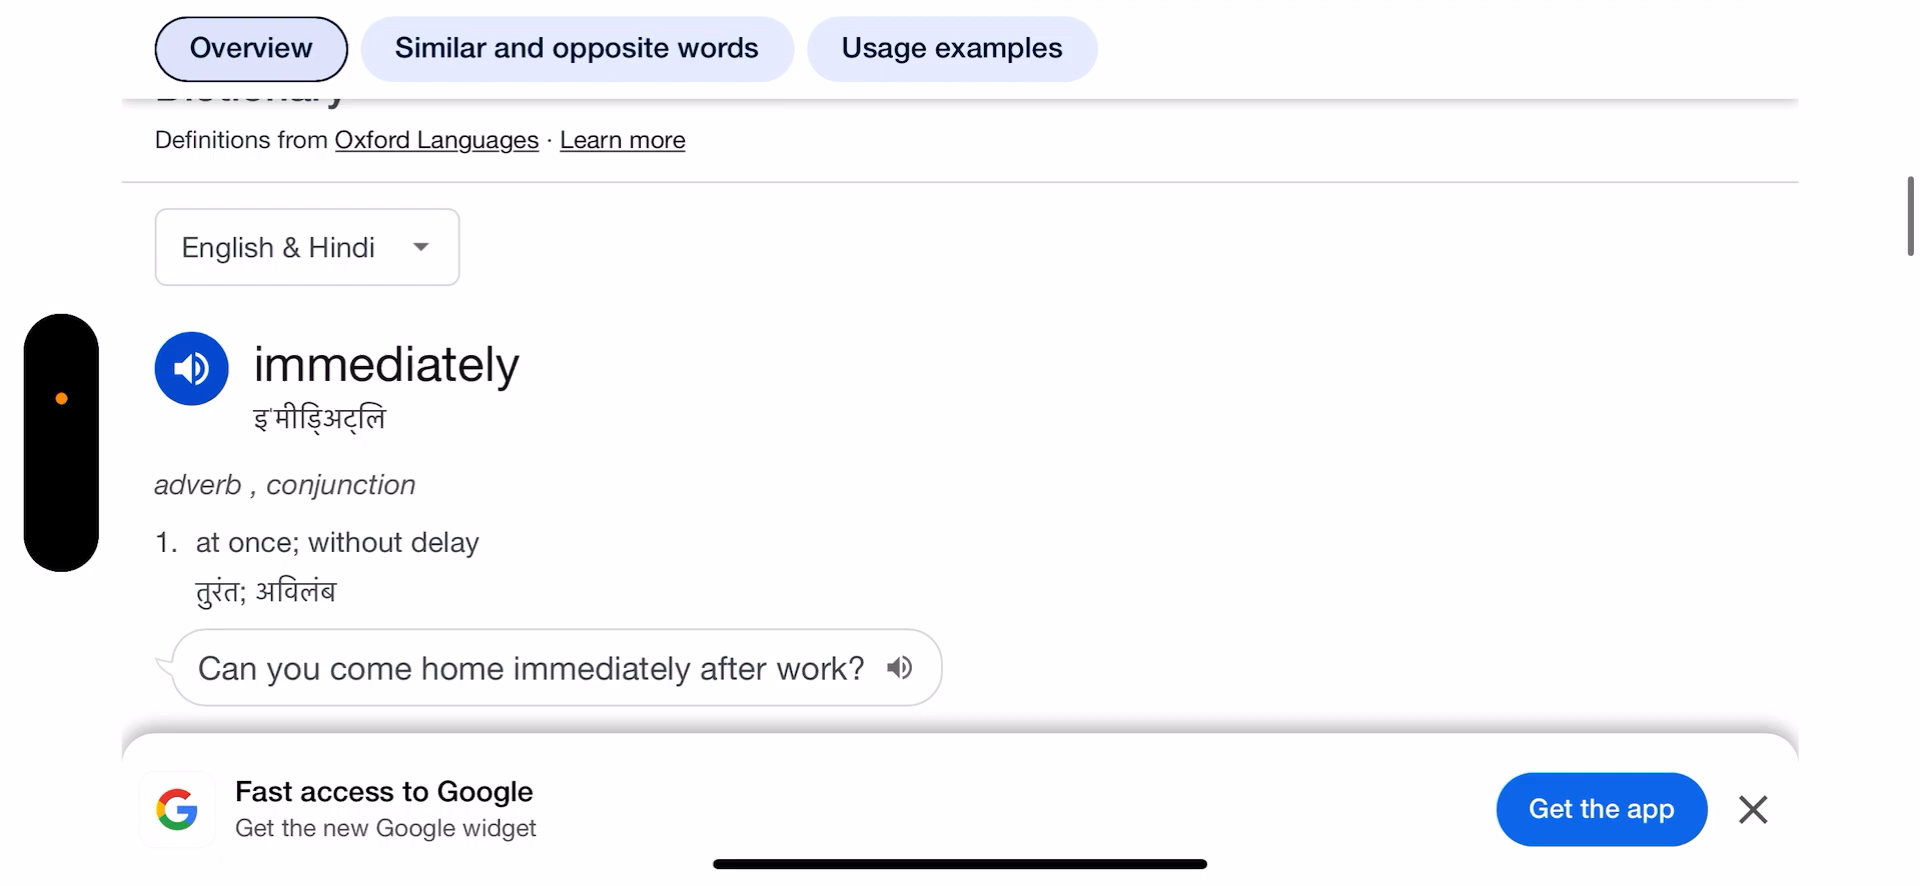 Overview Similar and opposite words Usage examples
Dictionary
Definitions from Oxford Languages · Learn more
English & Hindi
immediately
इˈमीड्अट्लि
adverb , conjunction
1. at once; without delay
तुरंत; अविलंब
Can you come home immediately after work?
Fast access to Google
Get the new Google widget
Get the app